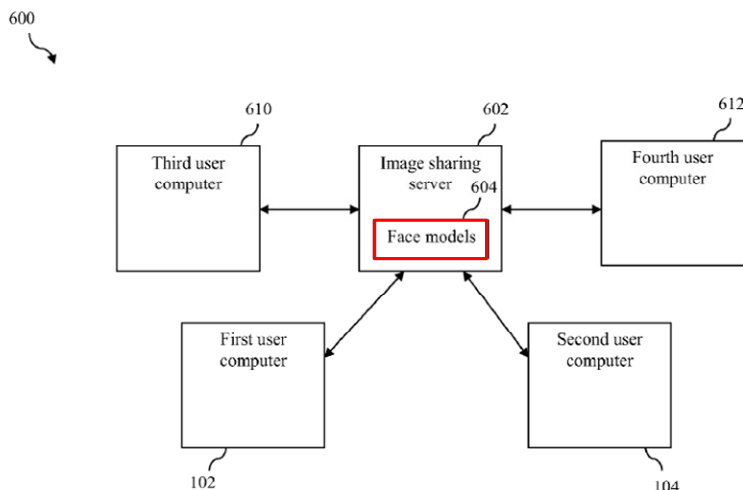 600
610
602
612
Third user
computer
Image sharing
server
604
Face models
Fourth user
computer
First user
computer
Second user
computer
102
104